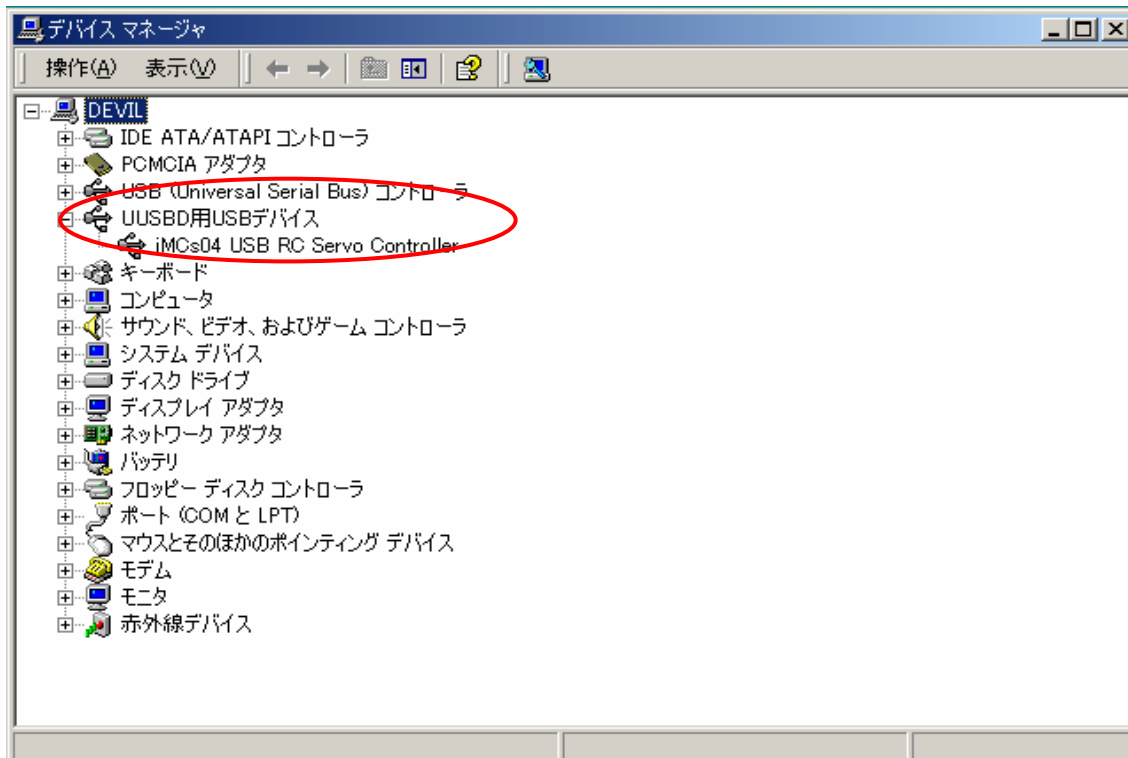 デバイス マネージャ
操作(A) 表示(V)
DEVIL
IDE ATA/ATAPI コントローラ
PCMCIA アダプタ
USB (Universal Serial Bus) コントローラ
UUSBD用USBデバイス
iMCs04 USB RC Servo Controller
キーボード
コンピュータ
サウンド、ビデオ、およびゲーム コントローラ
システム デバイス
ディスク ドライブ
ディスプレイ アダプタ
ネットワーク アダプタ
バッテリ
フロッピー ディスク コントローラ
ポート (COM と LPT)
マウスとそのほかのポインティング デバイス
モデム
モニタ
赤外線デバイス